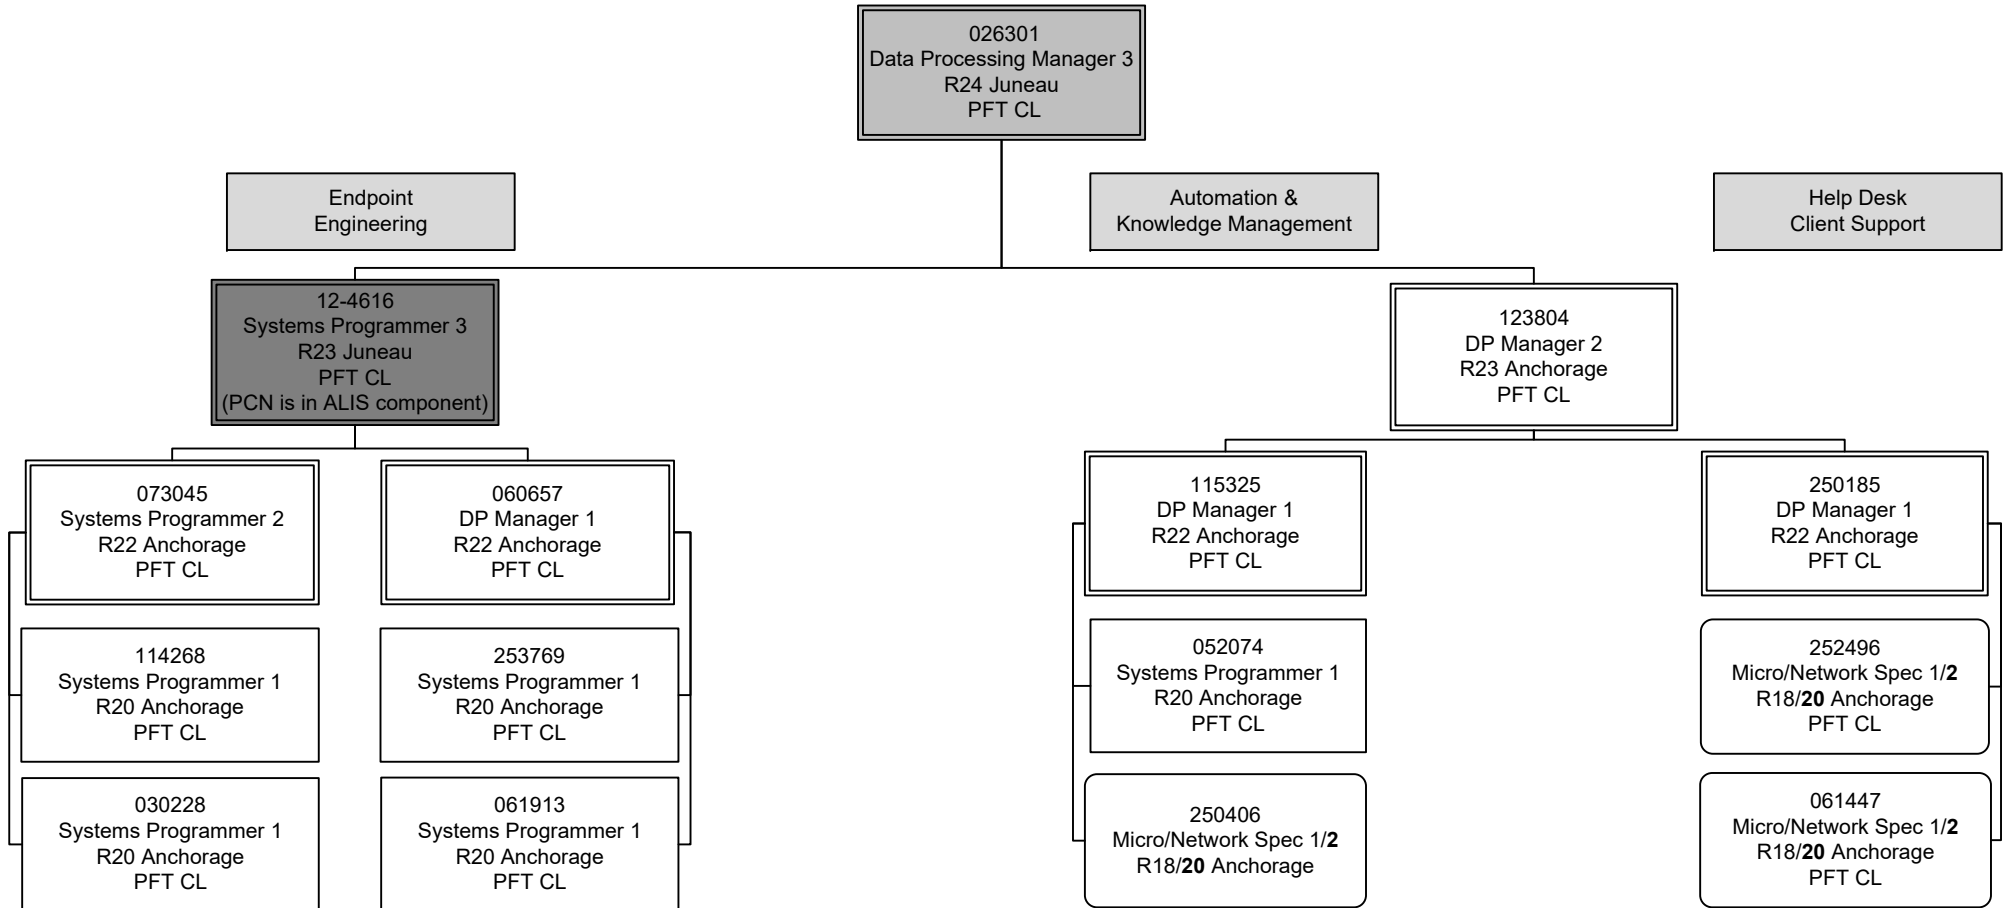 026301
Data Processing Manager 3
R24 Juneau
PFT CL
Endpoint
Engineering
Automation &
Knowledge Management
Help Desk
Client Support
12-4616
Systems Programmer 3
R23 Juneau
PFT CL
(PCN is in ALIS component)
123804
DP Manager 2
R23 Anchorage
PFT CL
073045
Systems Programmer 2
R22 Anchorage
PFT CL
060657
DP Manager 1
R22 Anchorage
PFT CL
115325
DP Manager 1
R22 Anchorage
PFT CL
250185
DP Manager 1
R22 Anchorage
PFT CL
114268
Systems Programmer 1
R20 Anchorage
PFT CL
253769
Systems Programmer 1
R20 Anchorage
PFT CL
052074
Systems Programmer 1
R20 Anchorage
PFT CL
252496
Micro/Network Spec 1/2
R18/20 Anchorage
PFT CL
030228
Systems Programmer 1
R20 Anchorage
PFT CL
061913
Systems Programmer 1
R20 Anchorage
PFT CL
250406
Micro/Network Spec 1/2
R18/20 Anchorage
061447
Micro/Network Spec 1/2
R18/20 Anchorage
PFT CL